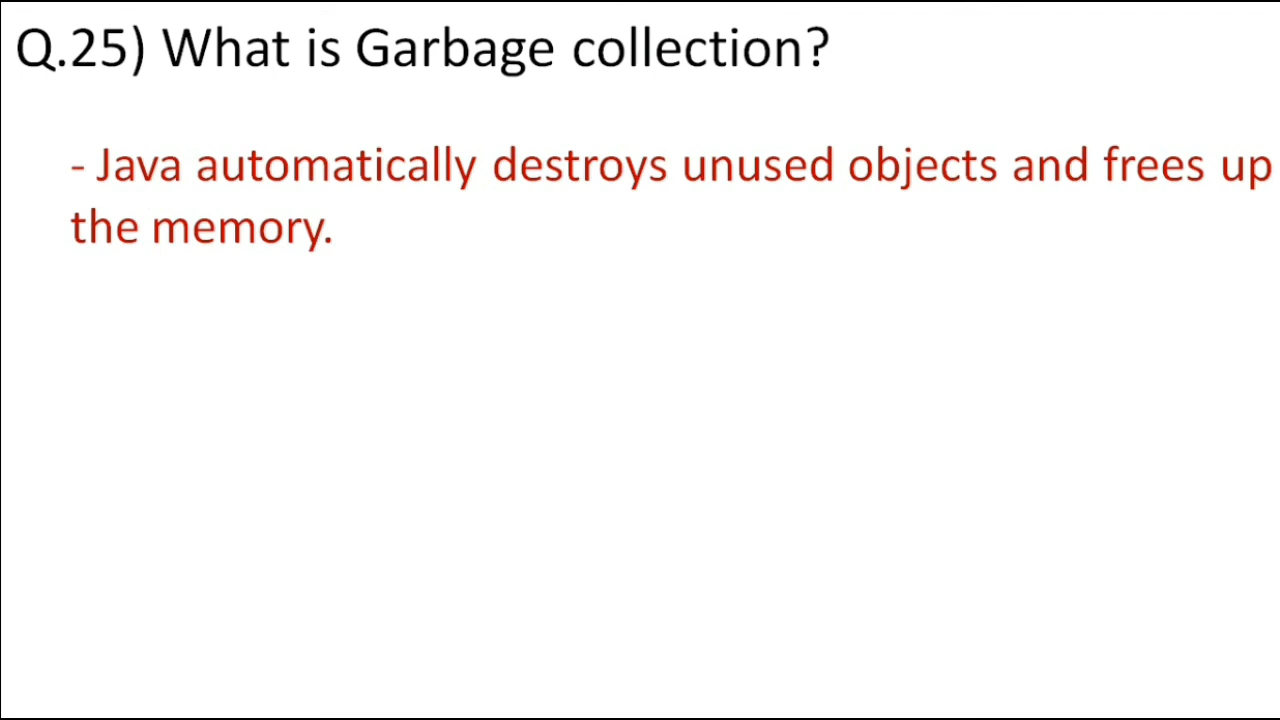 Q.25) What is Garbage collection?
- Java automatically destroys unused objects and frees up
the memory.